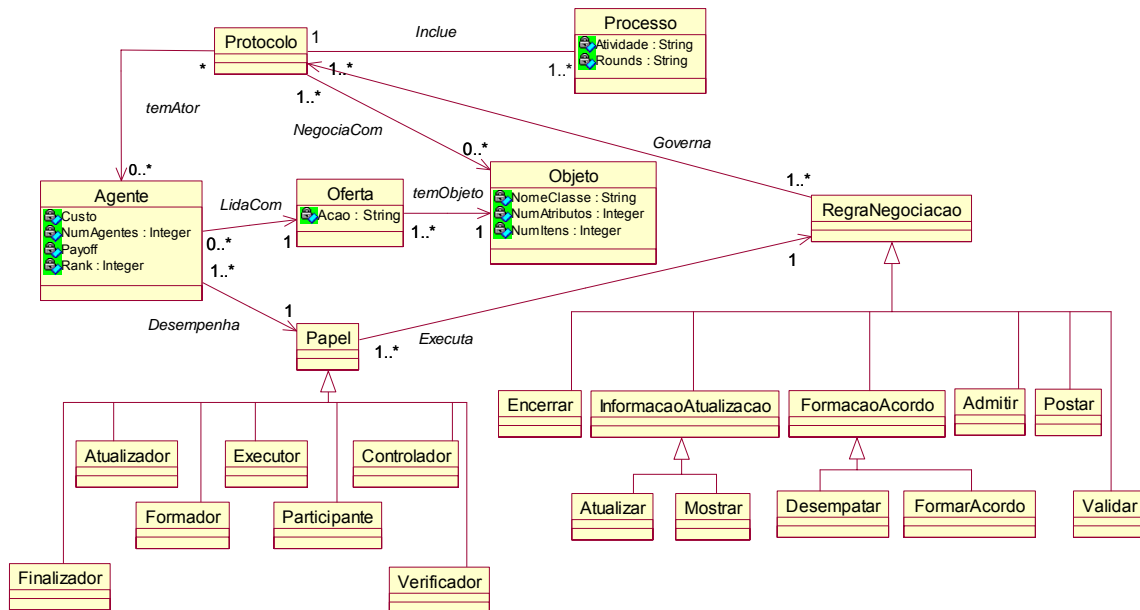 Protocolo
1
Inclue
Processo
Atividade : String
Rounds : String
*
1..*
1..*
1..*
temAtor
NegociaCom
Governa
0..*
0..*
1..*
Agente
Custo
NumAgentes : Integer
Payoff
Rank : Integer
LidaCom
0..*
1
Oferta
Acao : String
temObjeto
1..*
1
Objeto
NomeClasse : String
NumAtributos : Integer
NumItens : Integer
RegraNegociacao
1
1..*
Desempenha
1
Papel
1..*
Executa
Encerrar
InformacaoAtualizacao
FormacaoAcordo
Admitir
Postar
Atualizador
Executor
Controlador
Atualizar
Mostrar
Desempatar
FormarAcordo
Validar
Formador
Participante
Finalizador
Verificador